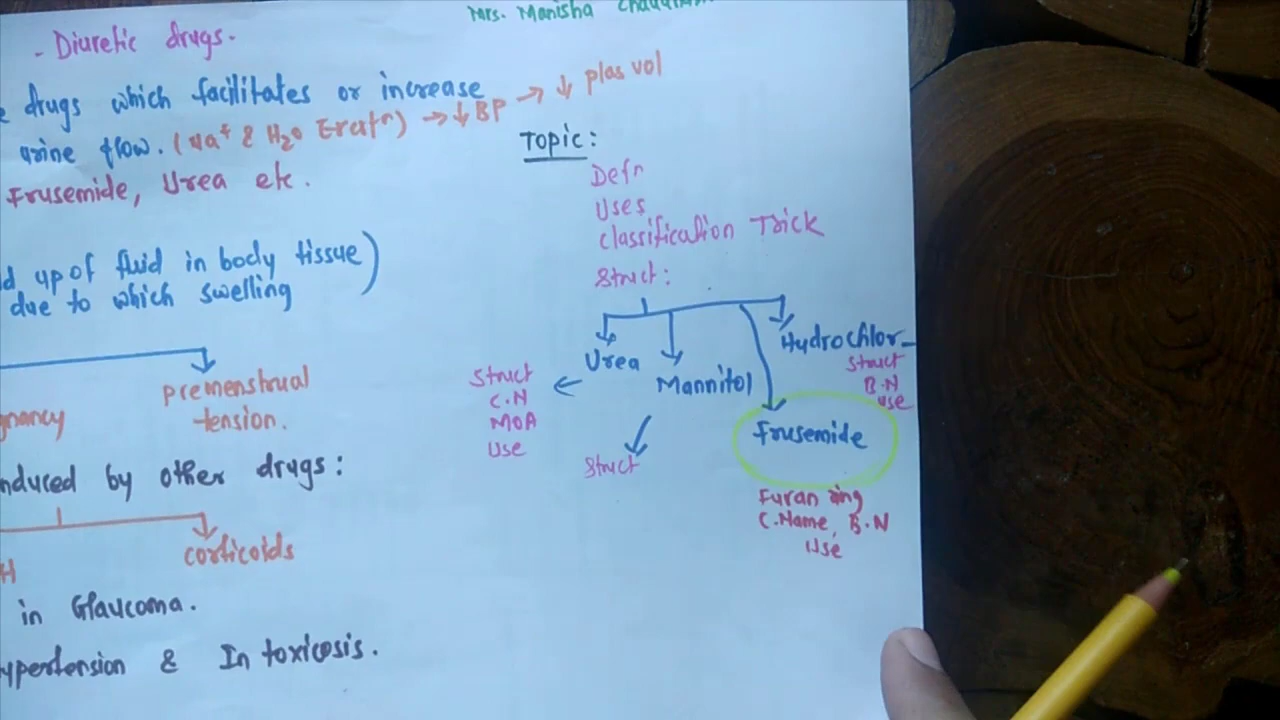 Mrs. Manisha
- Diuretic drugs.
drugs which facilitates or increase
urine flow. (Na+ & H2O Ecratn) → ↓ BP → ↓ plas vol
Frusemide, Urea etc.
up of fluid in body tissue)
due to which swelling
premenstrual
tension.
by other drugs:
corticoids
in Glaucoma.
& In toxicosis.
Topic:
Defn
Uses
classification Trick
Struct:
Urea
Mannitol
Frusemide
Hydrochlor-
Struct
C.N
MOA
Use
Struct
Furan ring
C.Name, B.N
Use
Struct
B.N
use